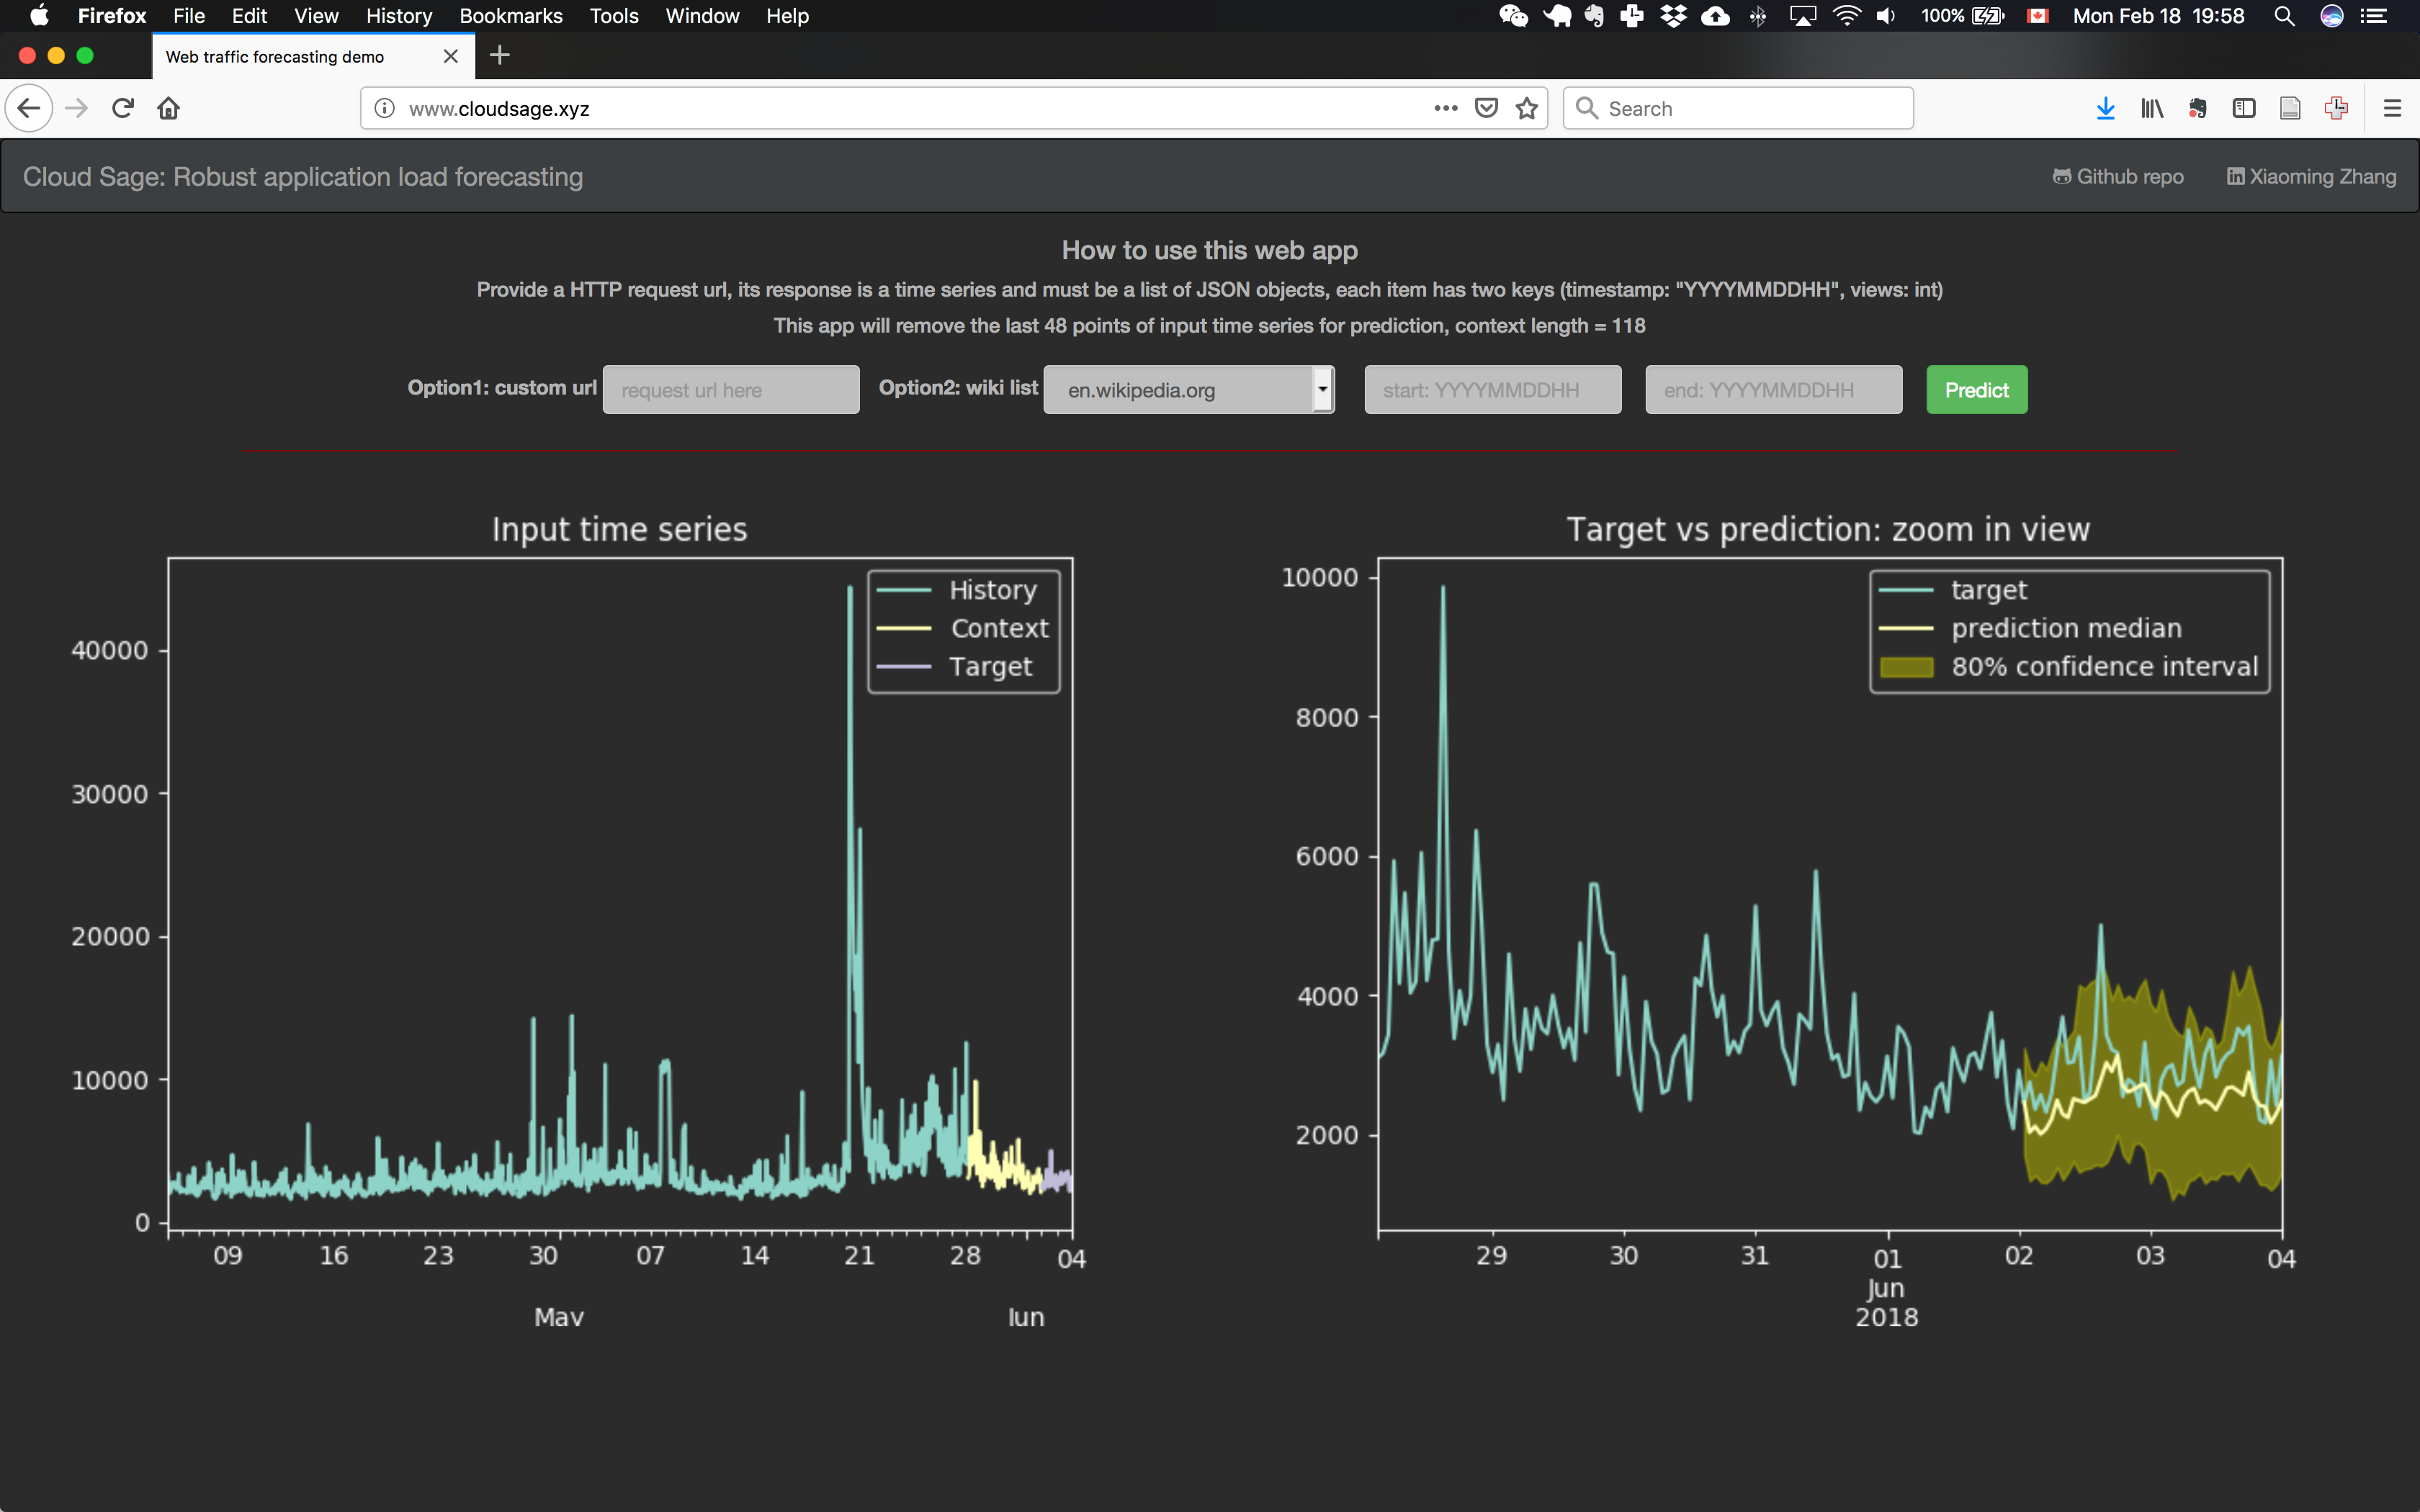 Firefox File Edit View History Bookmarks Tools Window Help 100% Mon Feb 18 19:58
Web traffic forecasting demo
www.cloudsage.xyz Search
Cloud Sage: Robust application load forecasting Github repo Xiaoming Zhang
How to use this web app
Provide a HTTP request url, its response is a time series and must be a list of JSON objects, each item has two keys (timestamp: "YYYYMMDDHH", views: int)
This app will remove the last 48 points of input time series for prediction, context length = 118
Option1: custom url request url here Option2: wiki list en.wikipedia.org start: YYYYMMDDHH end: YYYYMMDDHH Predict
Input time series
History
Context
Target
40000
30000
20000
10000
0
09 16 23 30 07 14 21 28 04
Mav Iun
Target vs prediction: zoom in view
target
prediction median
80% confidence interval
10000
8000
6000
4000
2000
29 30 31 01 02 03 04
Jun
2018